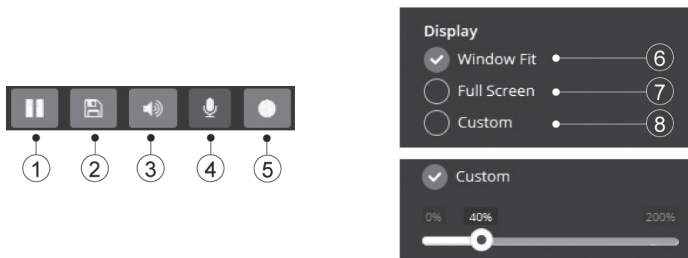 1 2 3 4 5
Display
Window Fit 6
Full Screen 7
Custom 8
Custom
0% 40% 200%